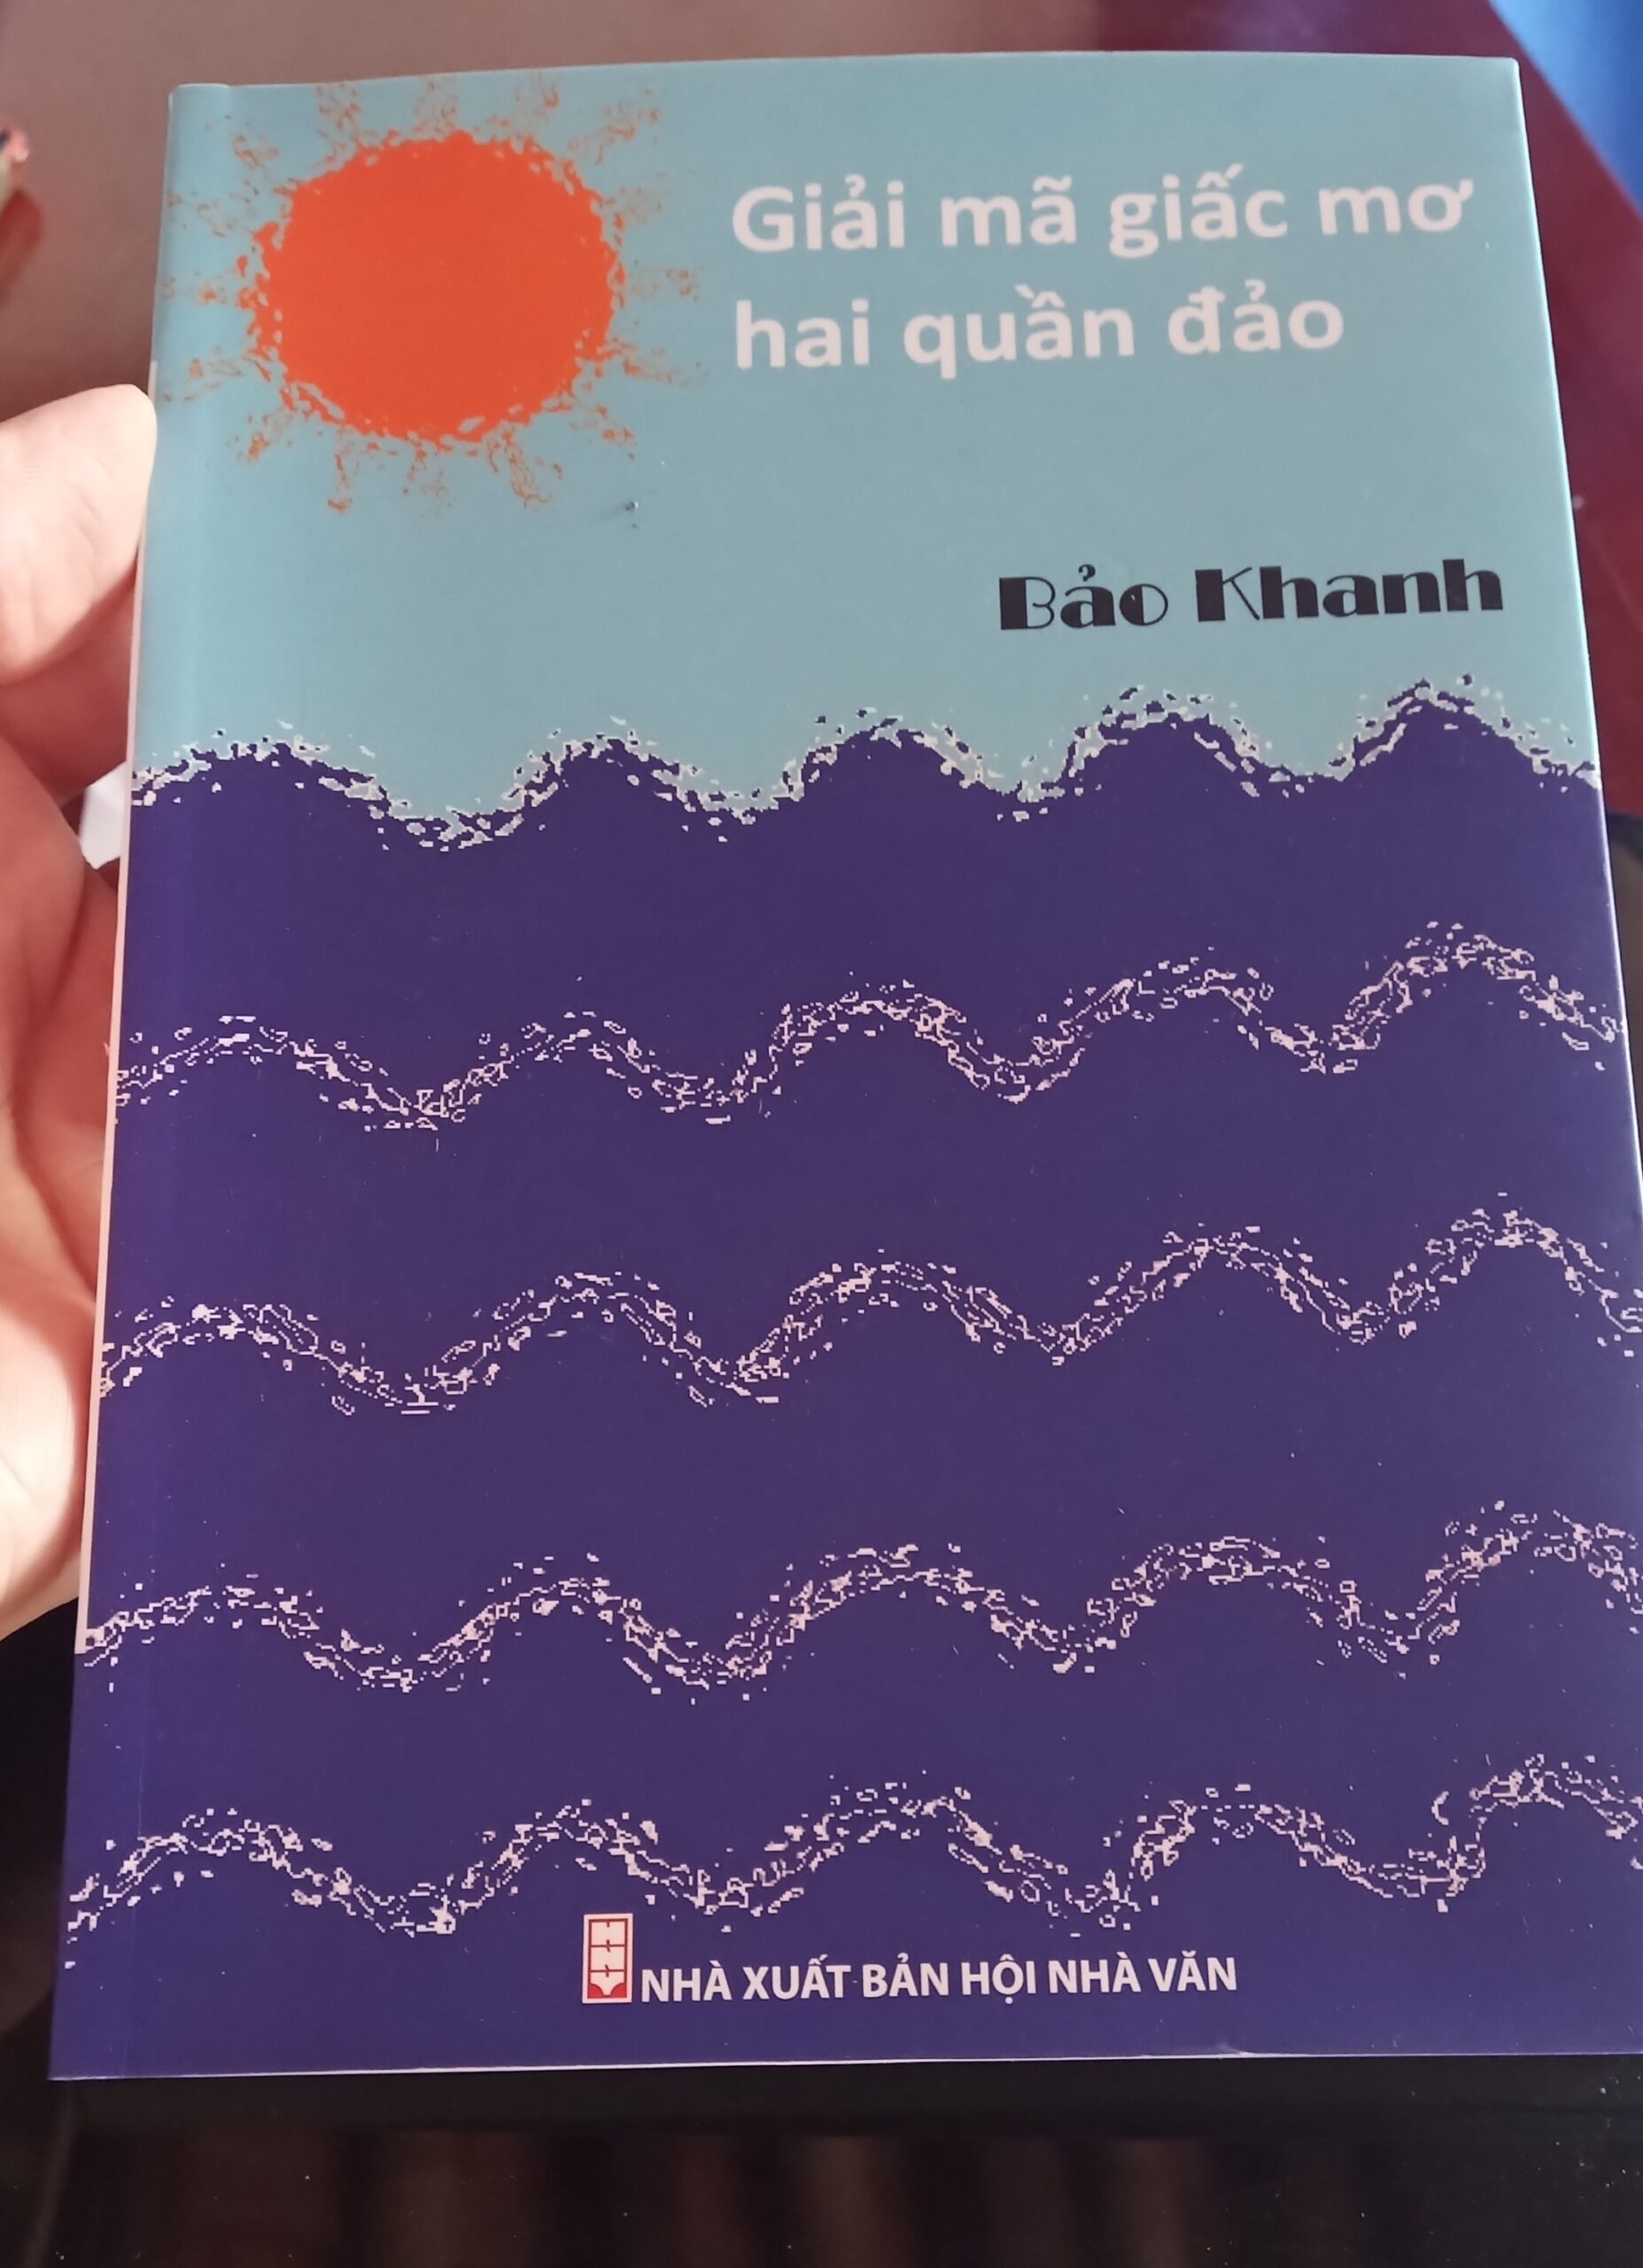 Giải mã giấc mơ
hai quần đảo
Bảo Khanh
NHÀ XUẤT BẢN HỘI NHÀ VĂN